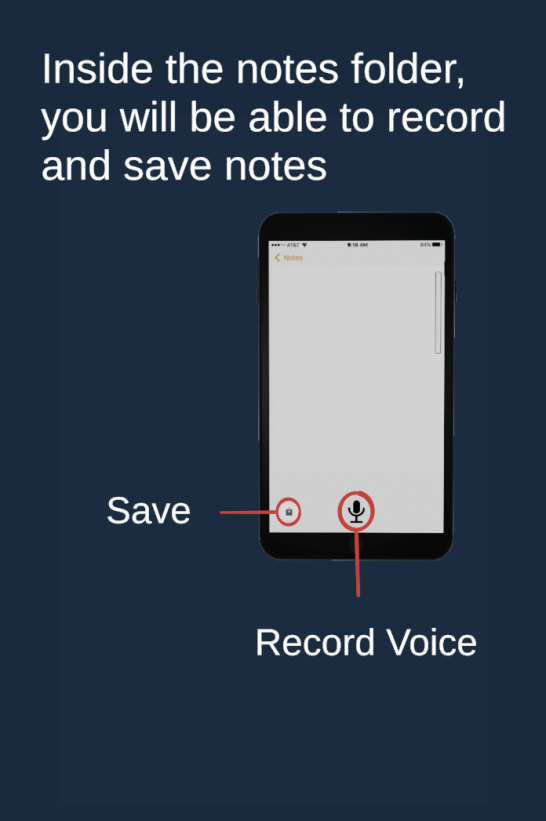 Inside the notes folder,
you will be able to record
and save notes
AT&T 9:18 AM 84%
Notes
Save
Record Voice